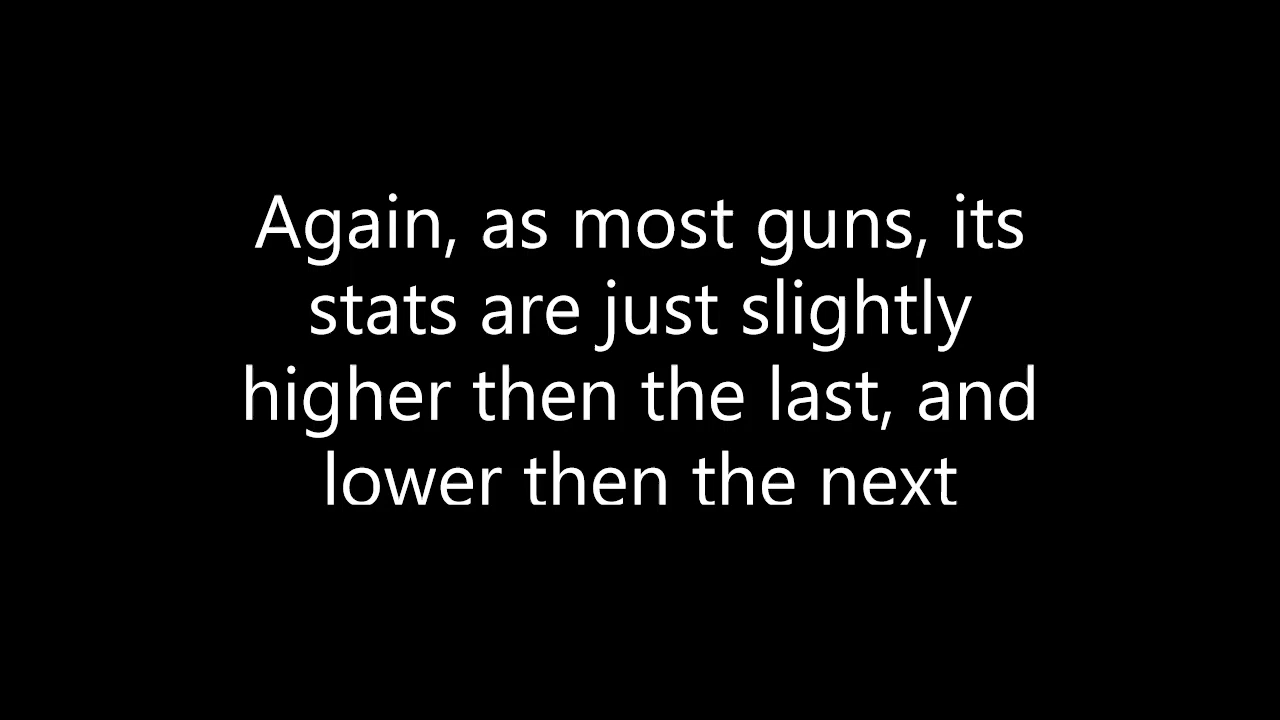 Again, as most guns, its
stats are just slightly
higher then the last, and
lower then the next